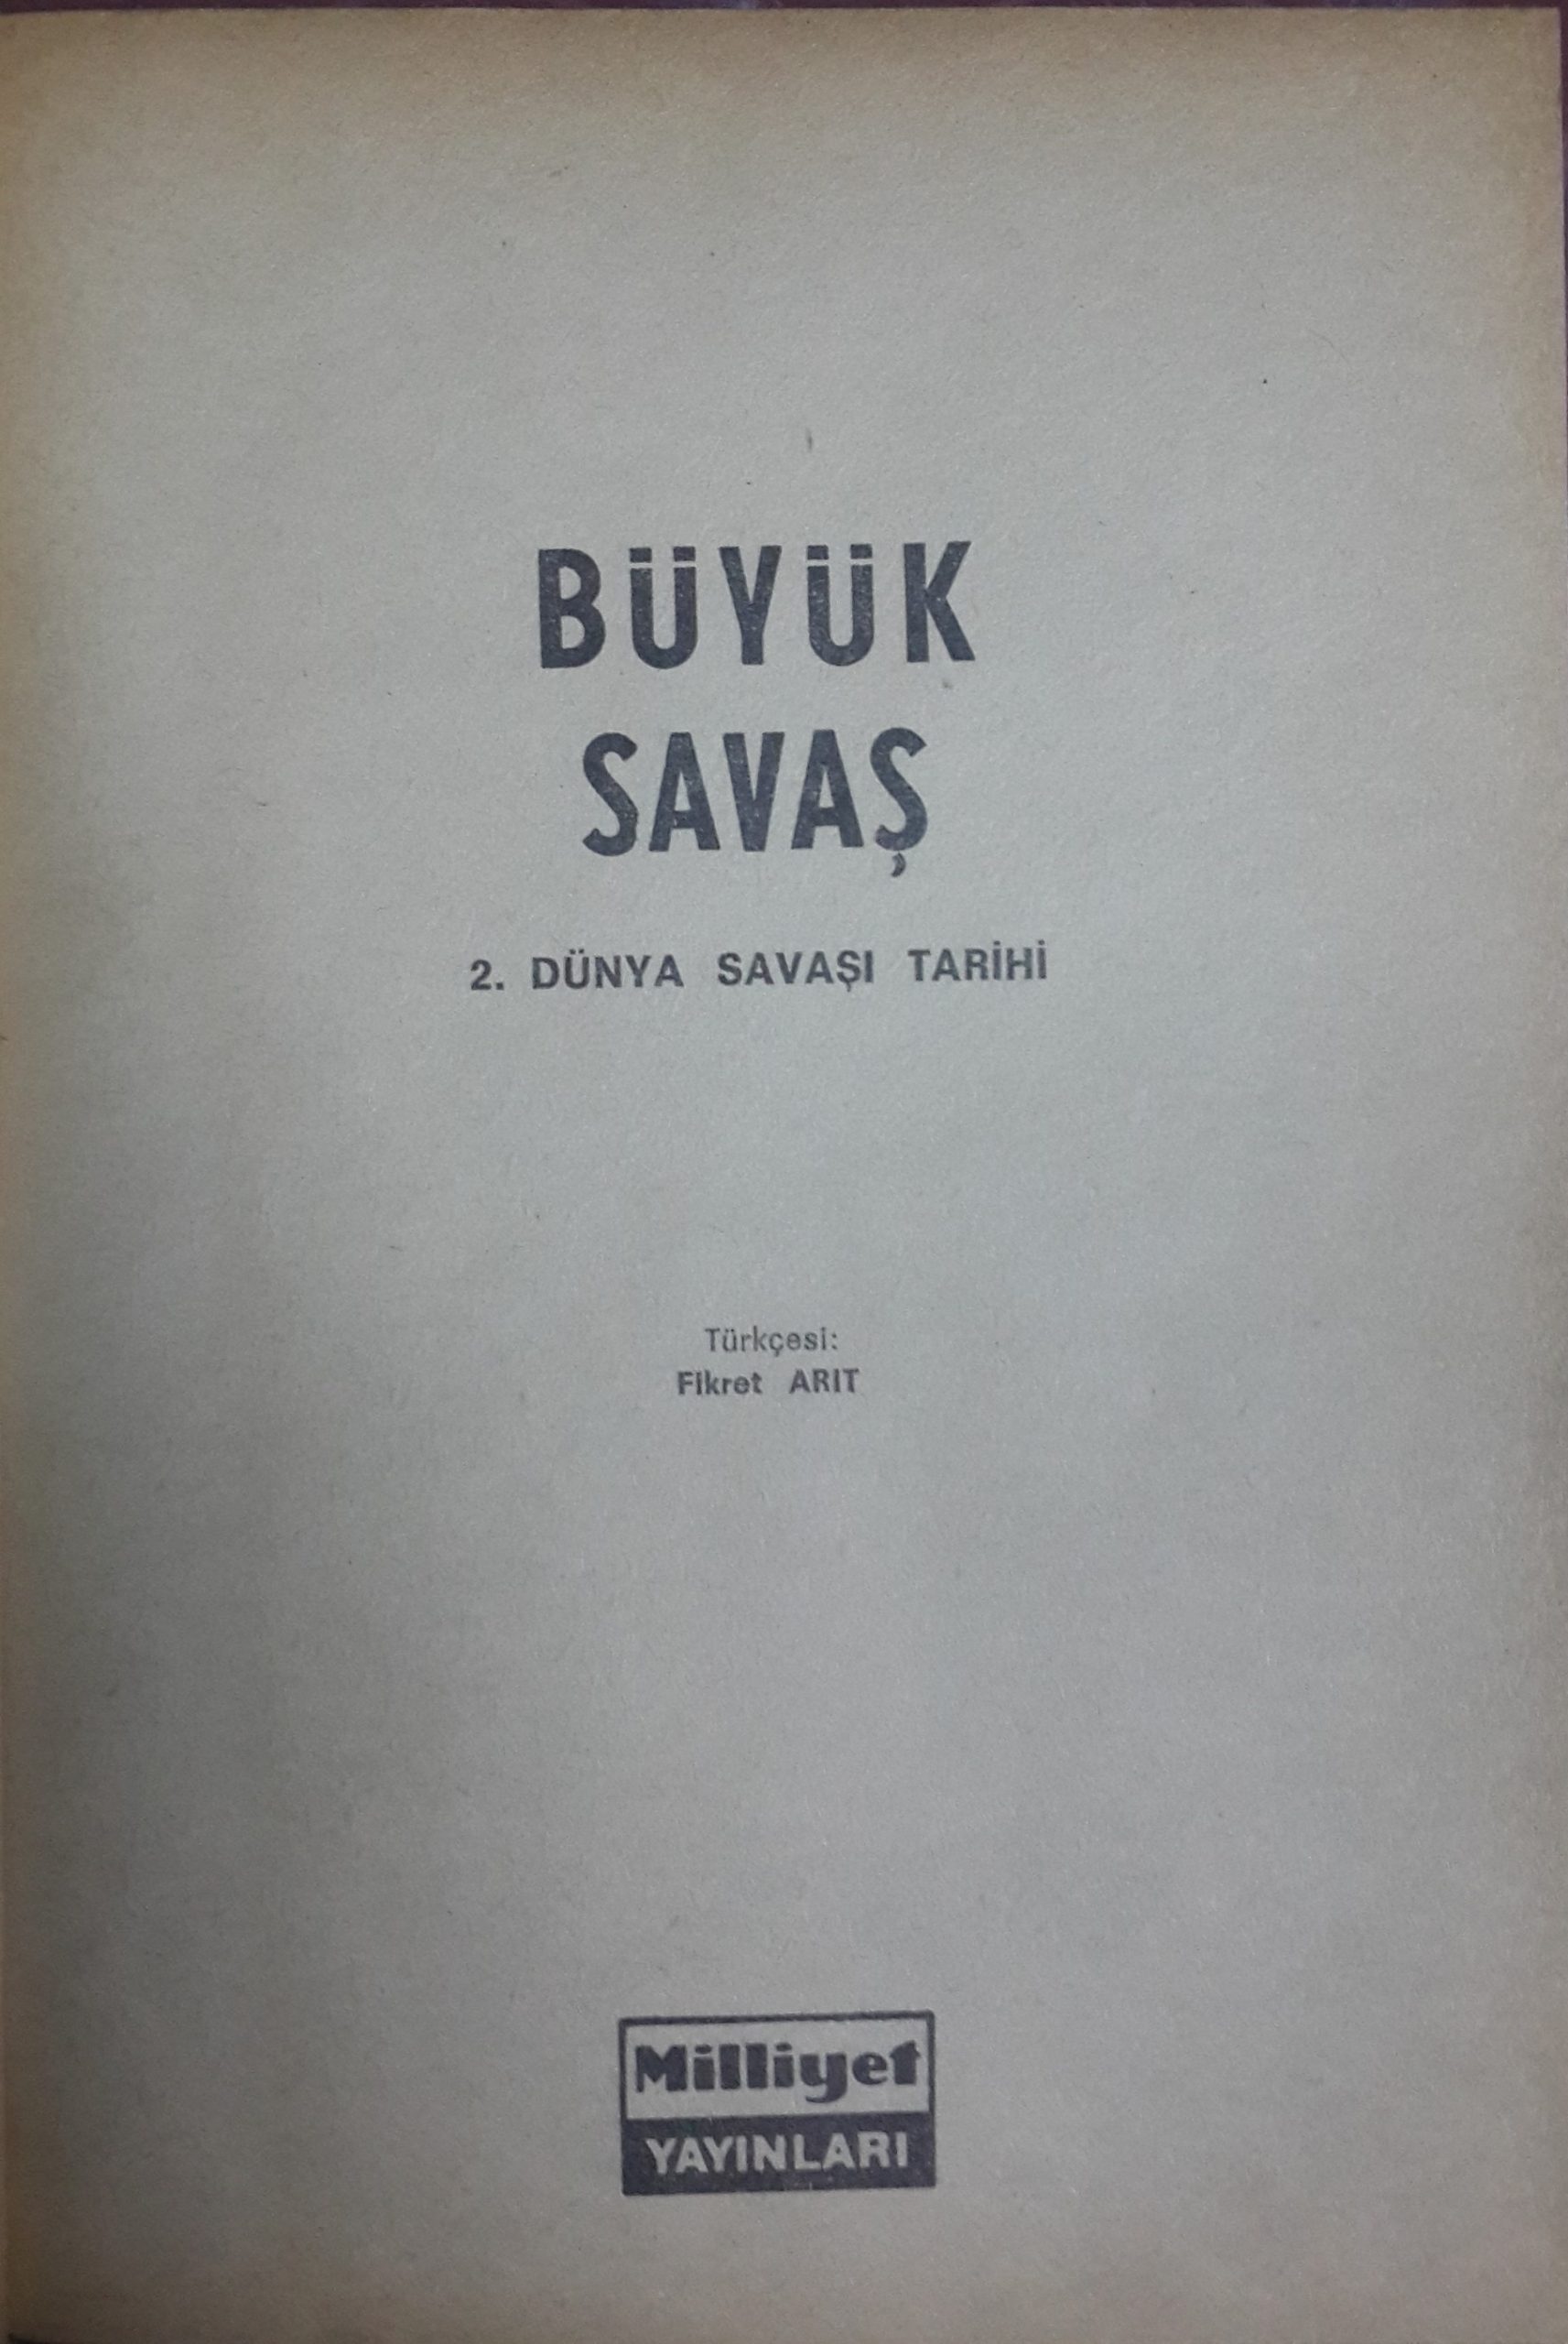 BÜYÜK
SAVAŞ
2. DÜNYA SAVAŞI TARİHİ
Türkçesi:
Fikret ARIT
Milliyet
YAYINLARI